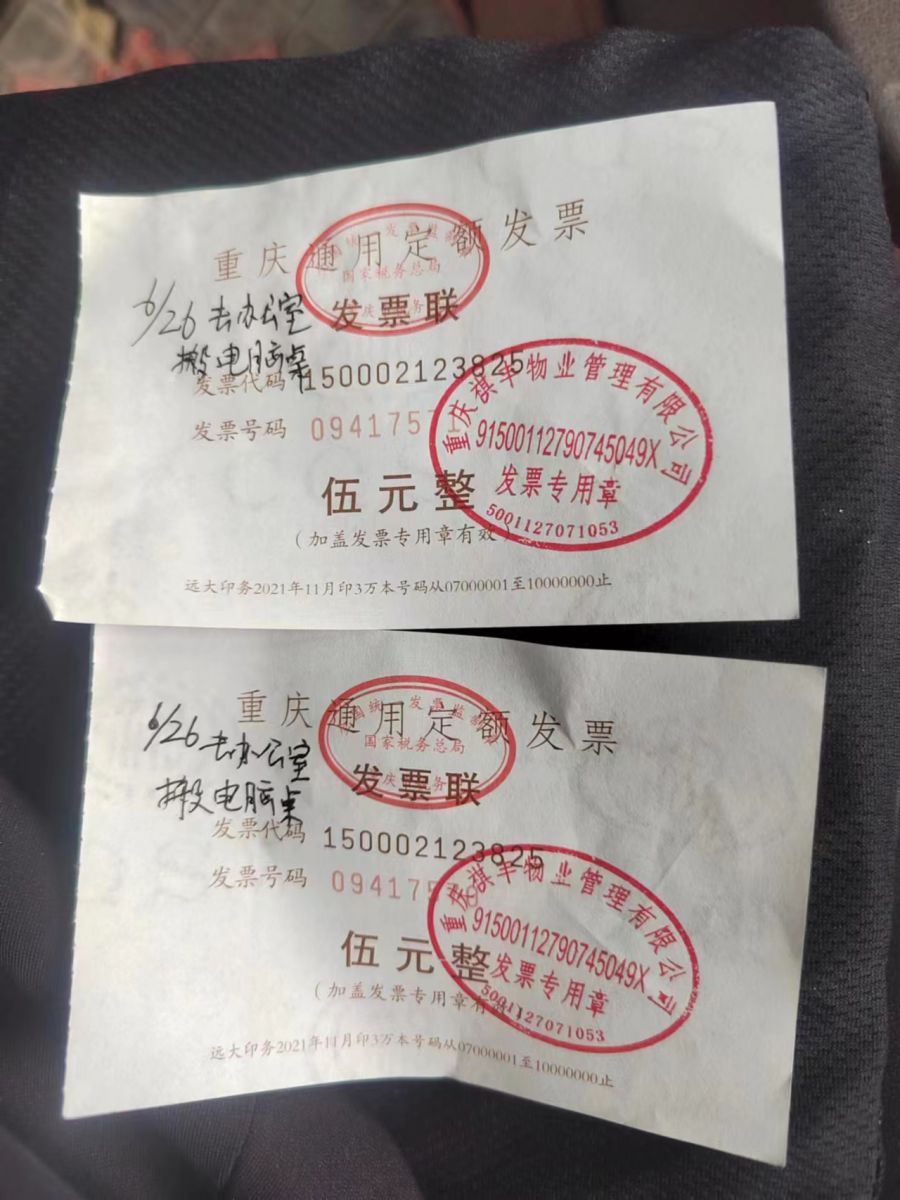 重庆通用定额发票
国家税务总局
发票联
6/26 去办公室
搬电脑桌
发票代码 150002123825
发票号码 0941757
重庆祺丰物业管理有限公司
91500112790745049X
发票专用章
5001127071053
伍元整
(加盖发票专用章有效)
远大印务2021年11月印3万本号码从07000001至10000000止
重庆通用定额发票
国家税务总局
发票联
6/26 去办公室
搬电脑桌
发票代码 150002123825
发票号码 094175
重庆祺丰物业管理有限公司
91500112790745049X
发票专用章
5001127071053
伍元整
(加盖发票专用章有
远大印务2021年11月印3万本号码从07000001至10000000止